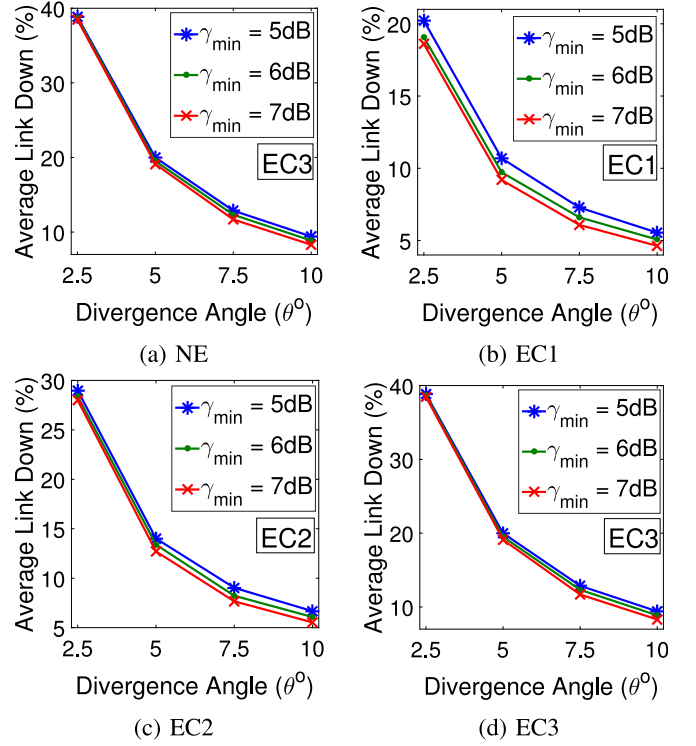 Average Link Down (%)
40
30
20
10
2.5 5 7.5 10
Divergence Angle (θ°)
γmin = 5dB
γmin = 6dB
γmin = 7dB
EC3
(a) NE
Average Link Down (%)
20
15
10
5
2.5 5 7.5 10
Divergence Angle (θ°)
γmin = 5dB
γmin = 6dB
γmin = 7dB
EC1
(b) EC1
Average Link Down (%)
30
25
20
15
10
5
2.5 5 7.5 10
Divergence Angle (θ°)
γmin = 5dB
γmin = 6dB
γmin = 7dB
EC2
(c) EC2
Average Link Down (%)
40
30
20
10
2.5 5 7.5 10
Divergence Angle (θ°)
γmin = 5dB
γmin = 6dB
γmin = 7dB
EC3
(d) EC3